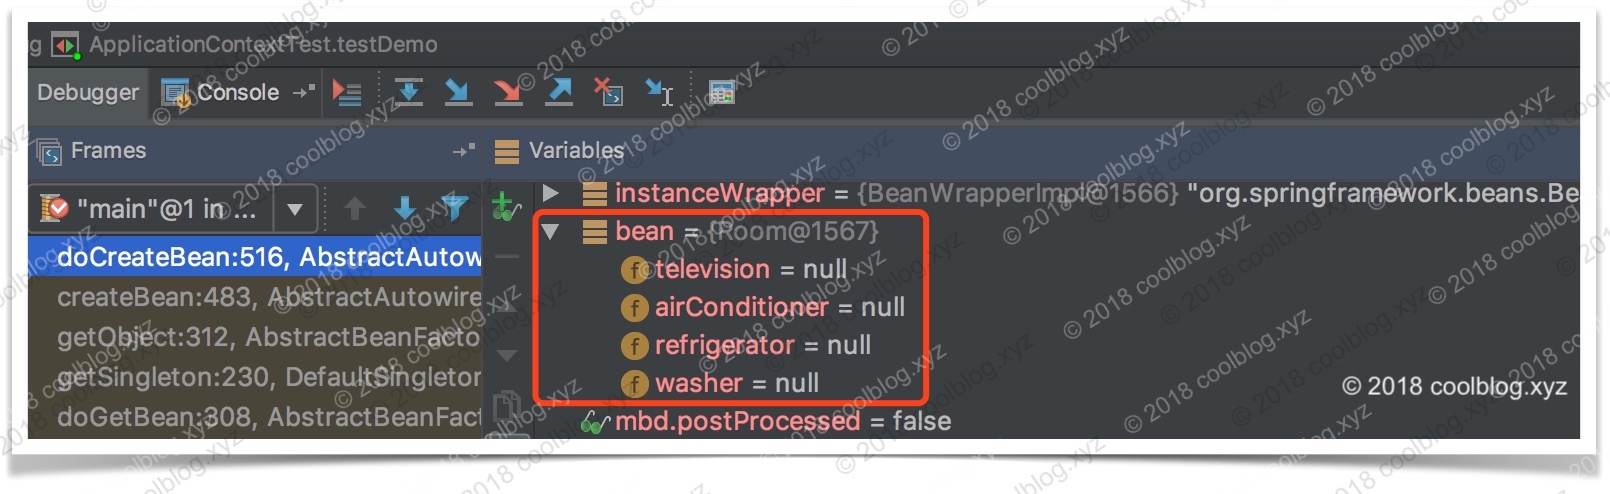 g ApplicationContextTest.testDemo
Debugger Console
Frames
Variables
"main"@1 in ...
instanceWrapper = {BeanWrapperImpl@1566} "org.springframework.beans.Be
doCreateBean:516, AbstractAutow
bean = {Room@1567}
television = null
createBean:483, AbstractAutowire
airConditioner = null
getObject:312, AbstractBeanFacto
refrigerator = null
getSingleton:230, DefaultSingleton
washer = null
doGetBean:308, AbstractBeanFact
mbd.postProcessed = false
© 2018 coolblog.xyz